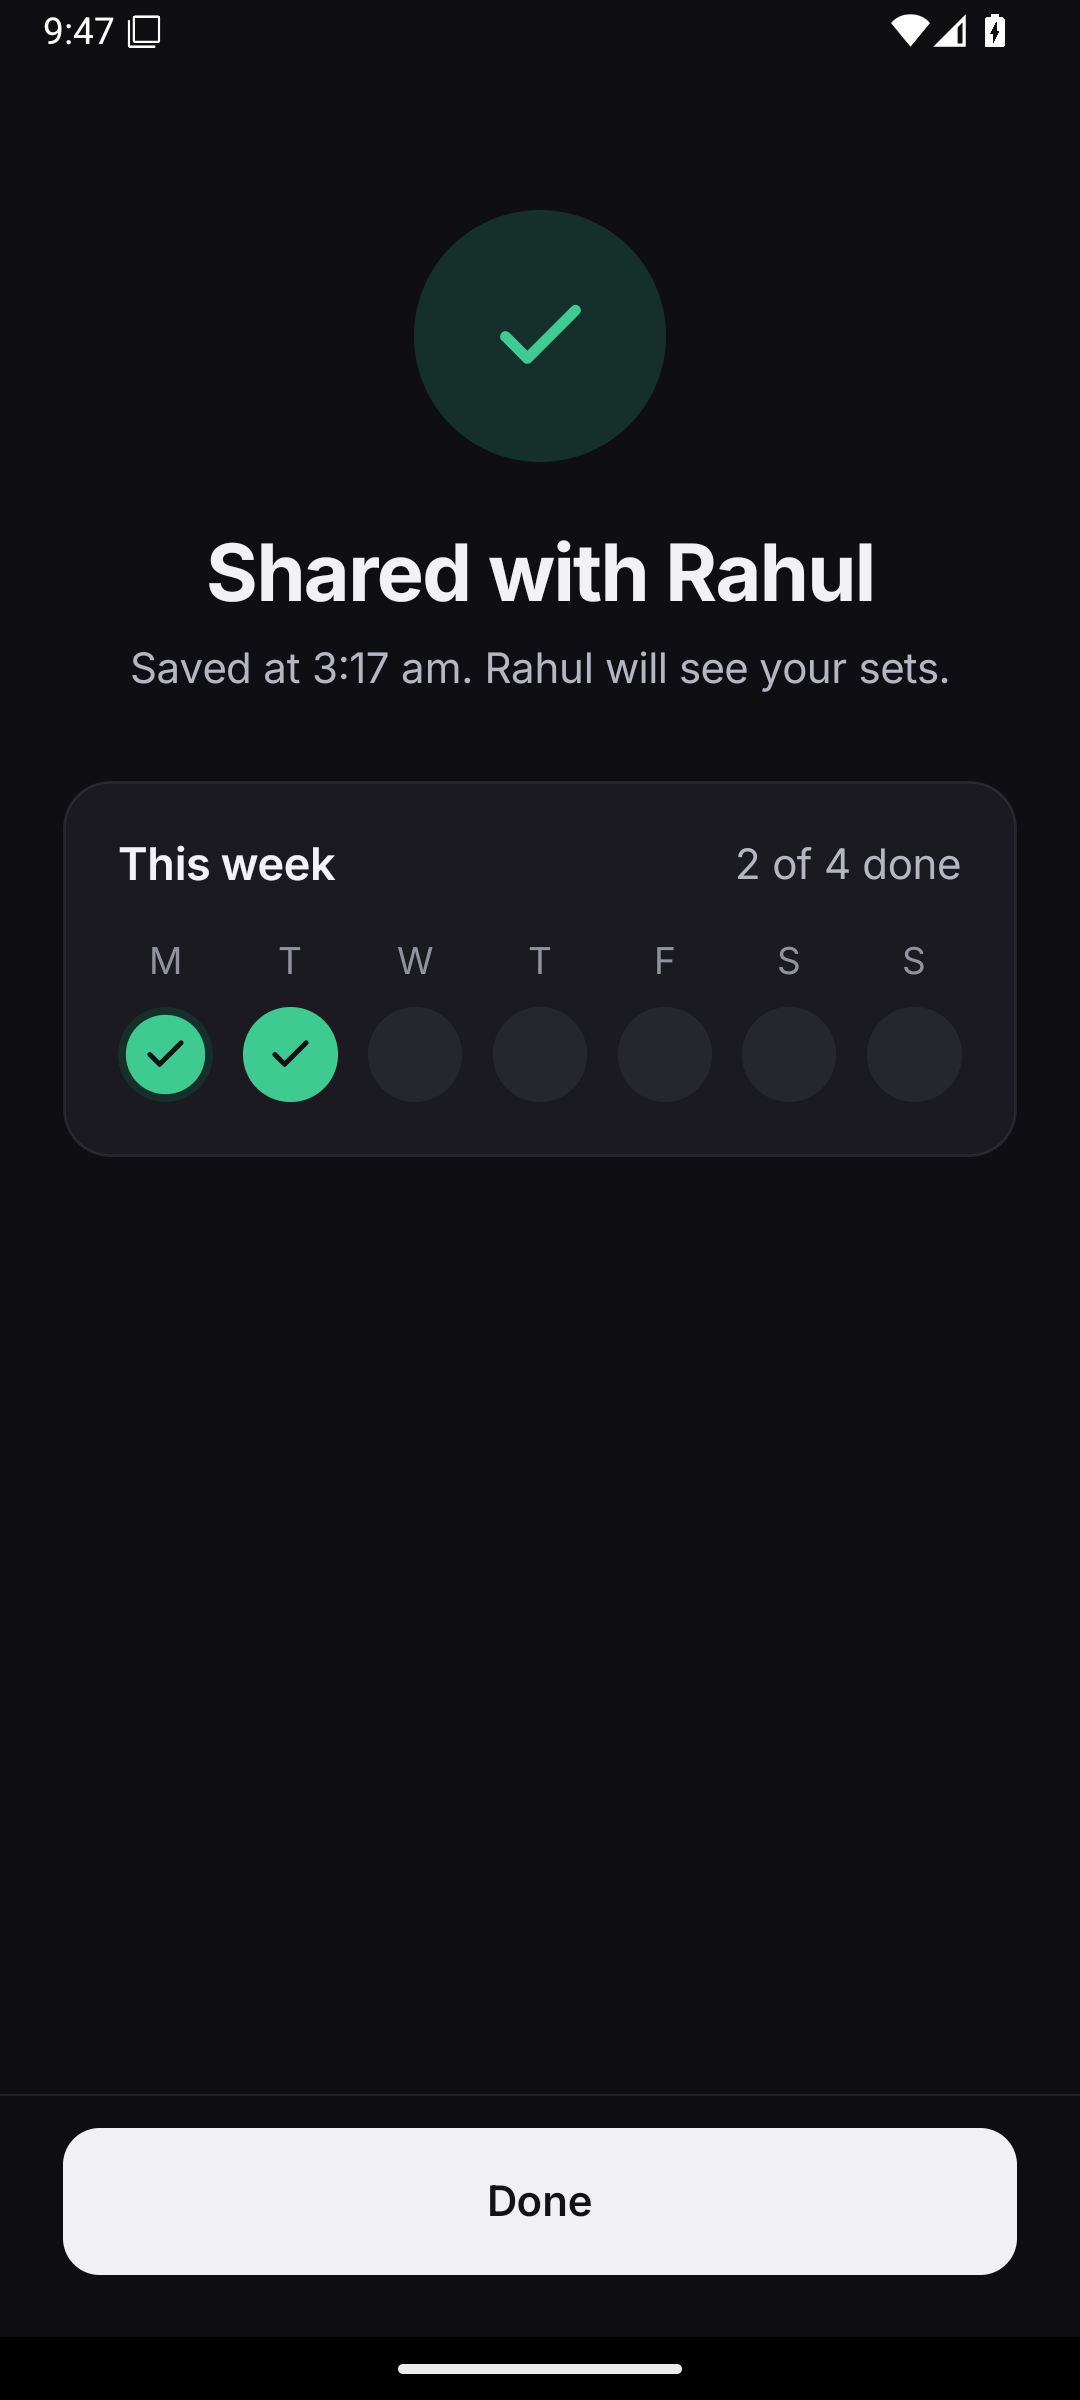 9:47
Shared with Rahul
Saved at 3:17 am. Rahul will see your sets.
This week 2 of 4 done
M T W T F S S
Done